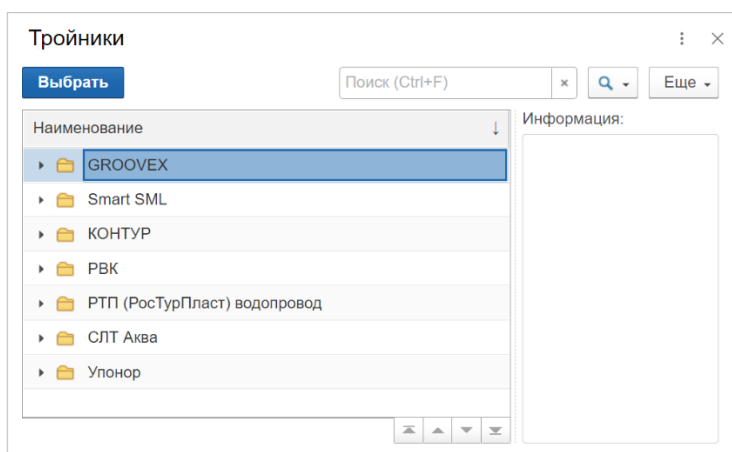 Тройники
Выбрать
Поиск (Ctrl+F)
Еще
Наименование
Информация:
GROOVEX
Smart SML
КОНТУР
РВК
РТП (РосТурПласт) водопровод
СЛТ Аква
Упонор